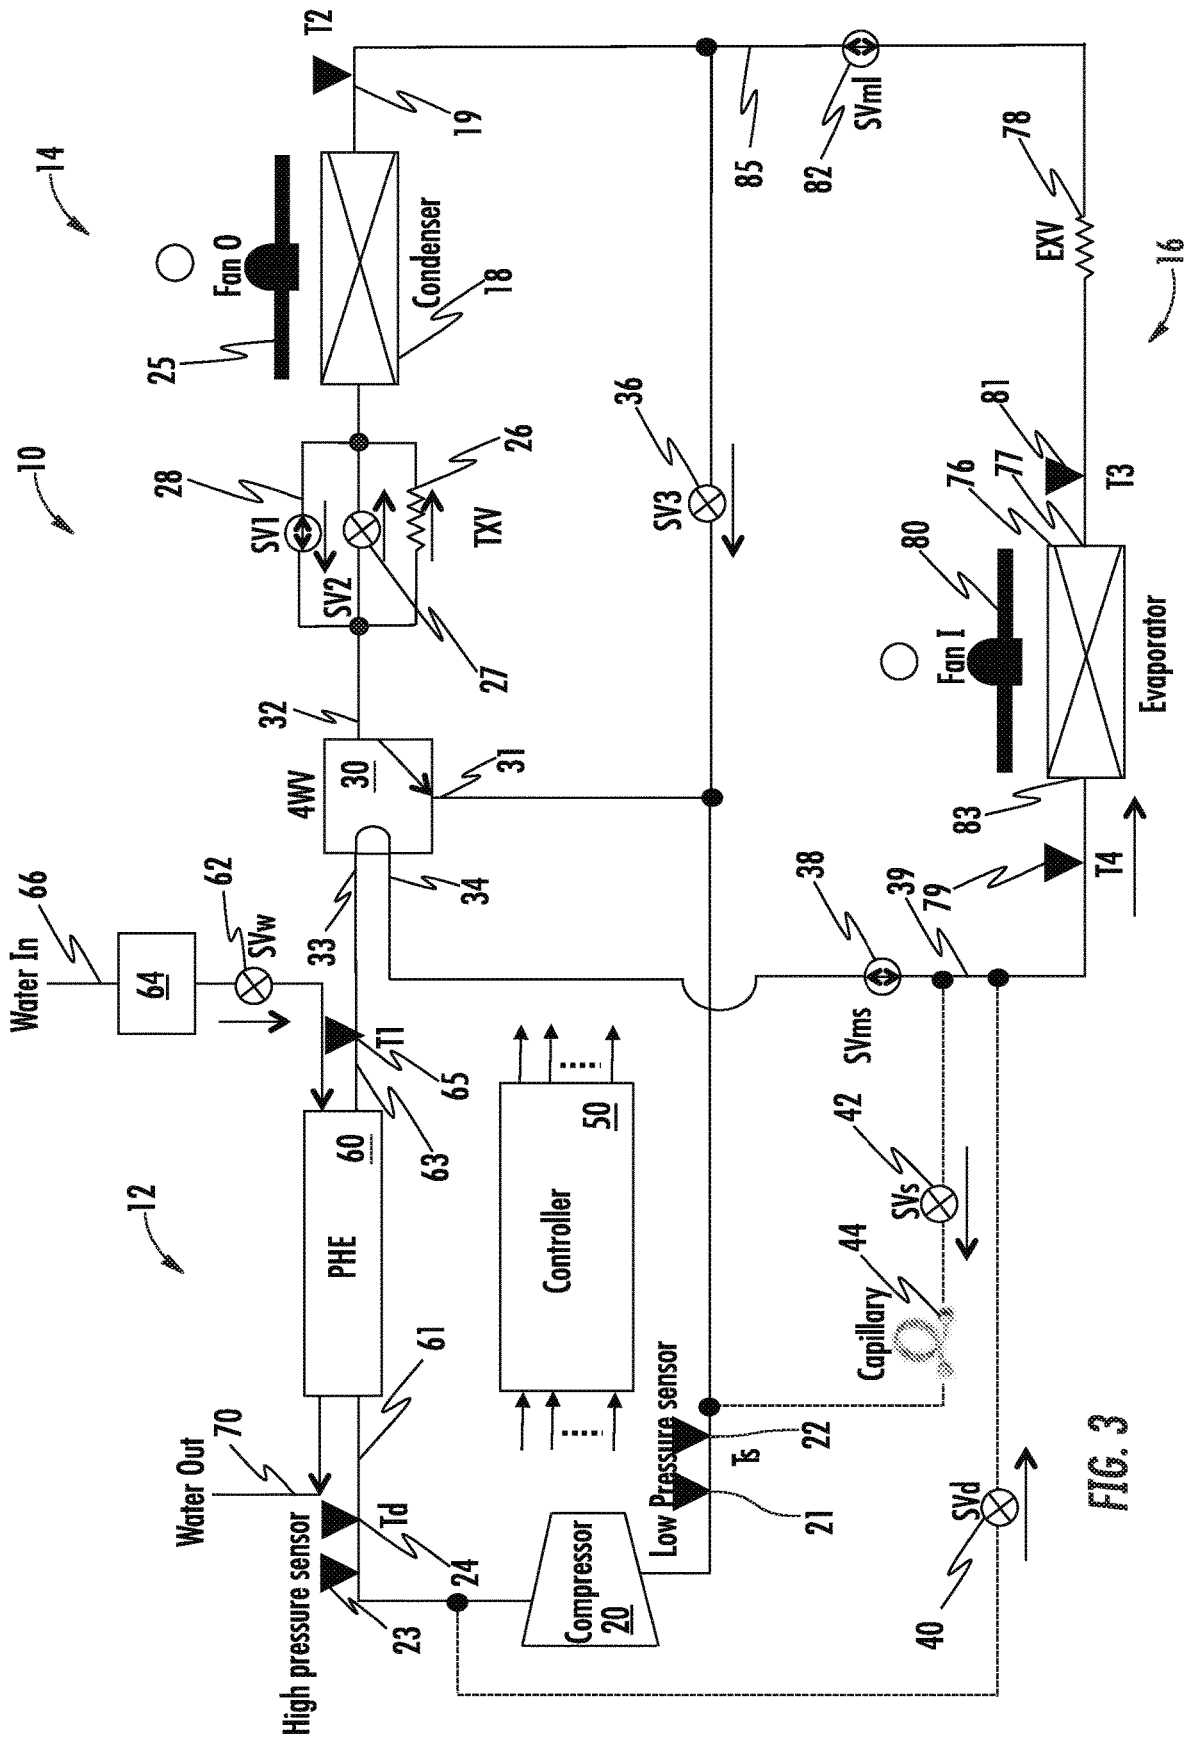 10
12
14
16
Water In
66
64
62
SVw
Water Out
70
High pressure sensor
23
24
Td
61
PHE
60
63
65
T1
33
34
4WV
30
31
32
28
SV1
SV2
27
26
TXV
25
Fan O
Condenser
18
19
T2
Controller
50
Compressor
20
Low Pressure sensor
21
Ts
22
SV3
36
85
82
SVml
38
SVms
39
42
SVs
44
Capillary
SVd
40
79
T4
83
Evaporator
Fan I
80
76
77
81
T3
EXV
78
FIG. 3